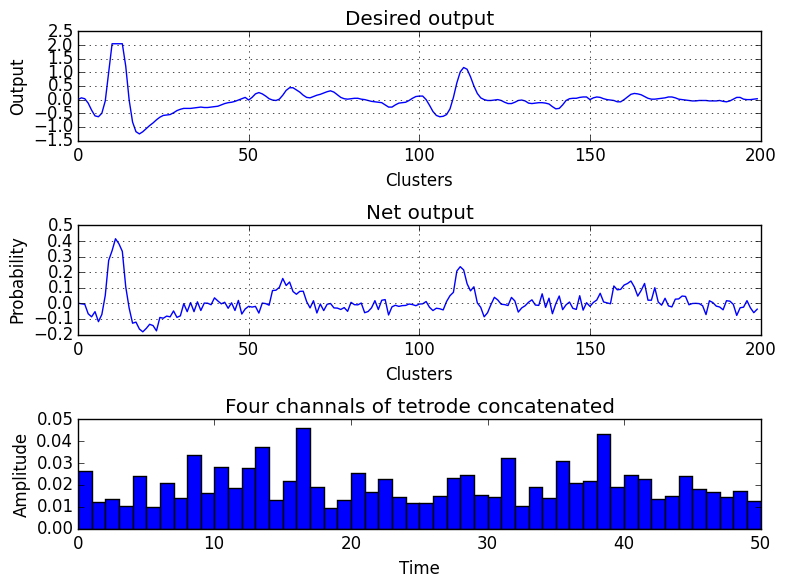 Desired output
2.5
2.0
1.5
1.0
0.5
0.0
−0.5
−1.0
−1.5
Output
0 50 100 150 200
Clusters
Net output
0.5
0.4
0.3
0.2
0.1
0.0
−0.1
−0.2
Probability
0 50 100 150 200
Clusters
Four channals of tetrode concatenated
0.05
0.04
0.03
0.02
0.01
0.00
Amplitude
0 10 20 30 40 50
Time